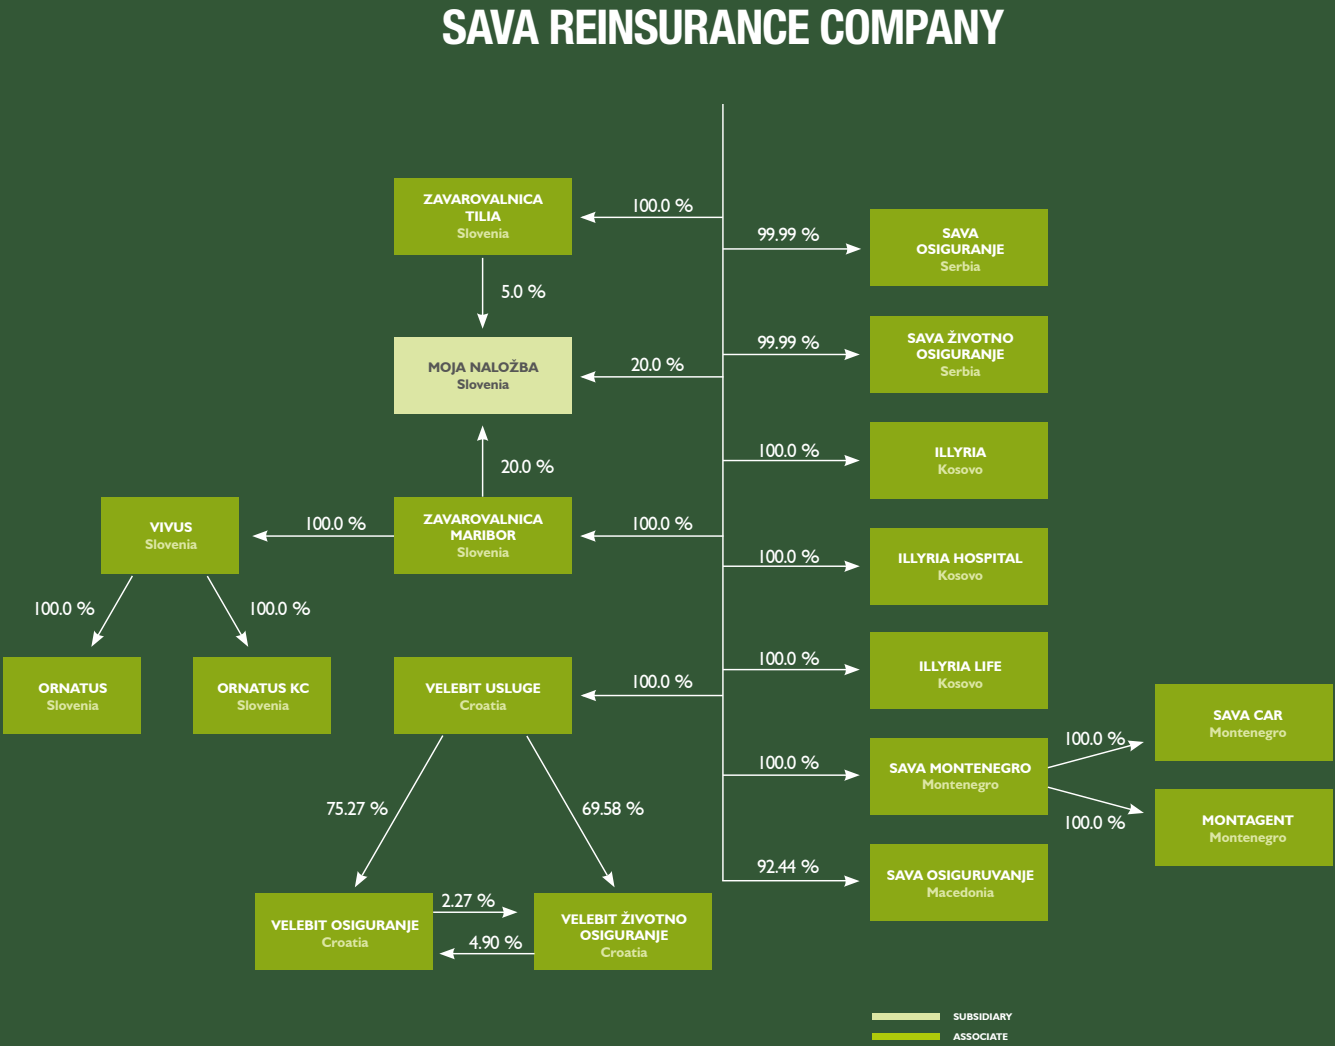 SAVA REINSURANCE COMPANY
ZAVAROVALNICA
TILIA
Slovenia
100.0 %
99.99 %
SAVA
OSIGURANJE
Serbia
5.0 %
MOJA NALOŽBA
Slovenia
20.0 %
99.99 %
SAVA ŽIVOTNO
OSIGURANJE
Serbia
20.0 %
100.0 %
ILLYRIA
Kosovo
VIVUS
Slovenia
100.0 %
ZAVAROVALNICA
MARIBOR
Slovenia
100.0 %
100.0 %
ILLYRIA HOSPITAL
Kosovo
100.0 %
100.0 %
ORNATUS
Slovenia
ORNATUS KC
Slovenia
VELEBIT USLUGE
Croatia
100.0 %
100.0 %
ILLYRIA LIFE
Kosovo
100.0 %
SAVA MONTENEGRO
Montenegro
100.0 %
SAVA CAR
Montenegro
100.0 %
MONTAGENT
Montenegro
75.27 %
69.58 %
92.44 %
SAVA OSIGURUVANJE
Macedonia
VELEBIT OSIGURANJE
Croatia
2.27 %
4.90 %
VELEBIT ŽIVOTNO
OSIGURANJE
Croatia
SUBSIDIARY
ASSOCIATE